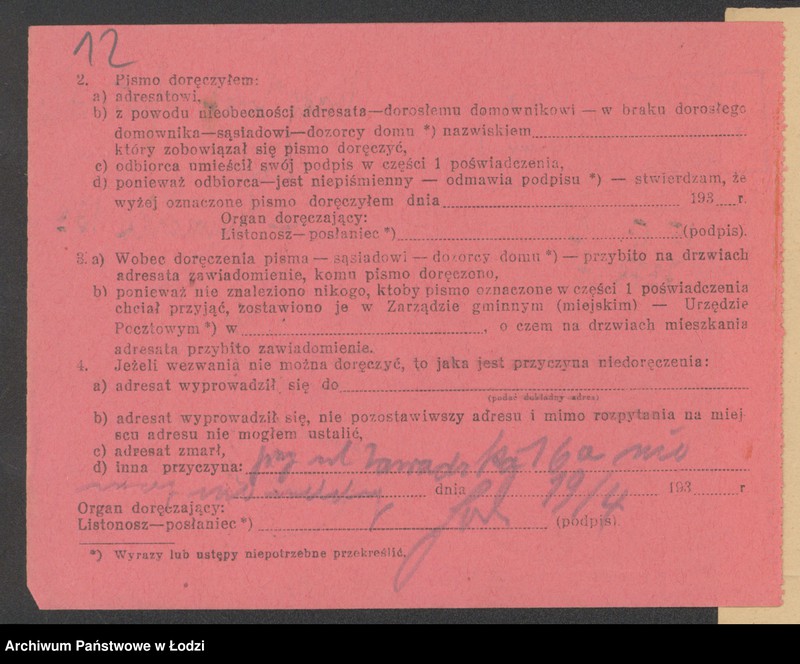 12
2. Pismo doręczyłem:
a) adresatowi,
b) z powodu nieobecności adresata—dorosłemu domownikowi — w braku dorosłego
domownika—sąsiadowi—dozorcy domu *) nazwiskiem
który zobowiązał się pismo doręczyć,
c) odbiorca umieścił swój podpis w części 1 poświadczenia,
d) ponieważ odbiorca—jest niepiśmienny — odmawia podpisu *) — stwierdzam, że
wyżej oznaczone pismo doręczyłem dnia 193 r.
Organ doręczający:
Listonosz—posłaniec *) (podpis).
3. a) Wobec doręczenia pisma — sąsiadowi — dozorcy domu *) — przybito na drzwiach
adresata zawiadomienie, komu pismo doręczono,
b) ponieważ nie znaleziono nikogo, ktoby pismo oznaczone w części 1 poświadczenia
chciał przyjąć, zostawiono je w Zarządzie gminnym (miejskim) — Urzędzie
Pocztowym *) w , o czem na drzwiach mieszkania
adresata przybito zawiadomienie.
4. Jeżeli wezwania nie można doręczyć, to jaka jest przyczyna niedoręczenia:
a) adresat wyprowadził się do
(podać dokładny adres)
b) adresat wyprowadził się, nie pozostawiwszy adresu i mimo rozpytania na miej
scu adresu nie mogłem ustalić,
c) adresat zmarł,
d) inna przyczyna: przy ul 16a nie
dnia 19/4 193 r
Organ doręczający:
Listonosz—posłaniec *) (podpis)
*) Wyrazy lub ustępy niepotrzebne przekreślić.
Archiwum Państwowe w Łodzi